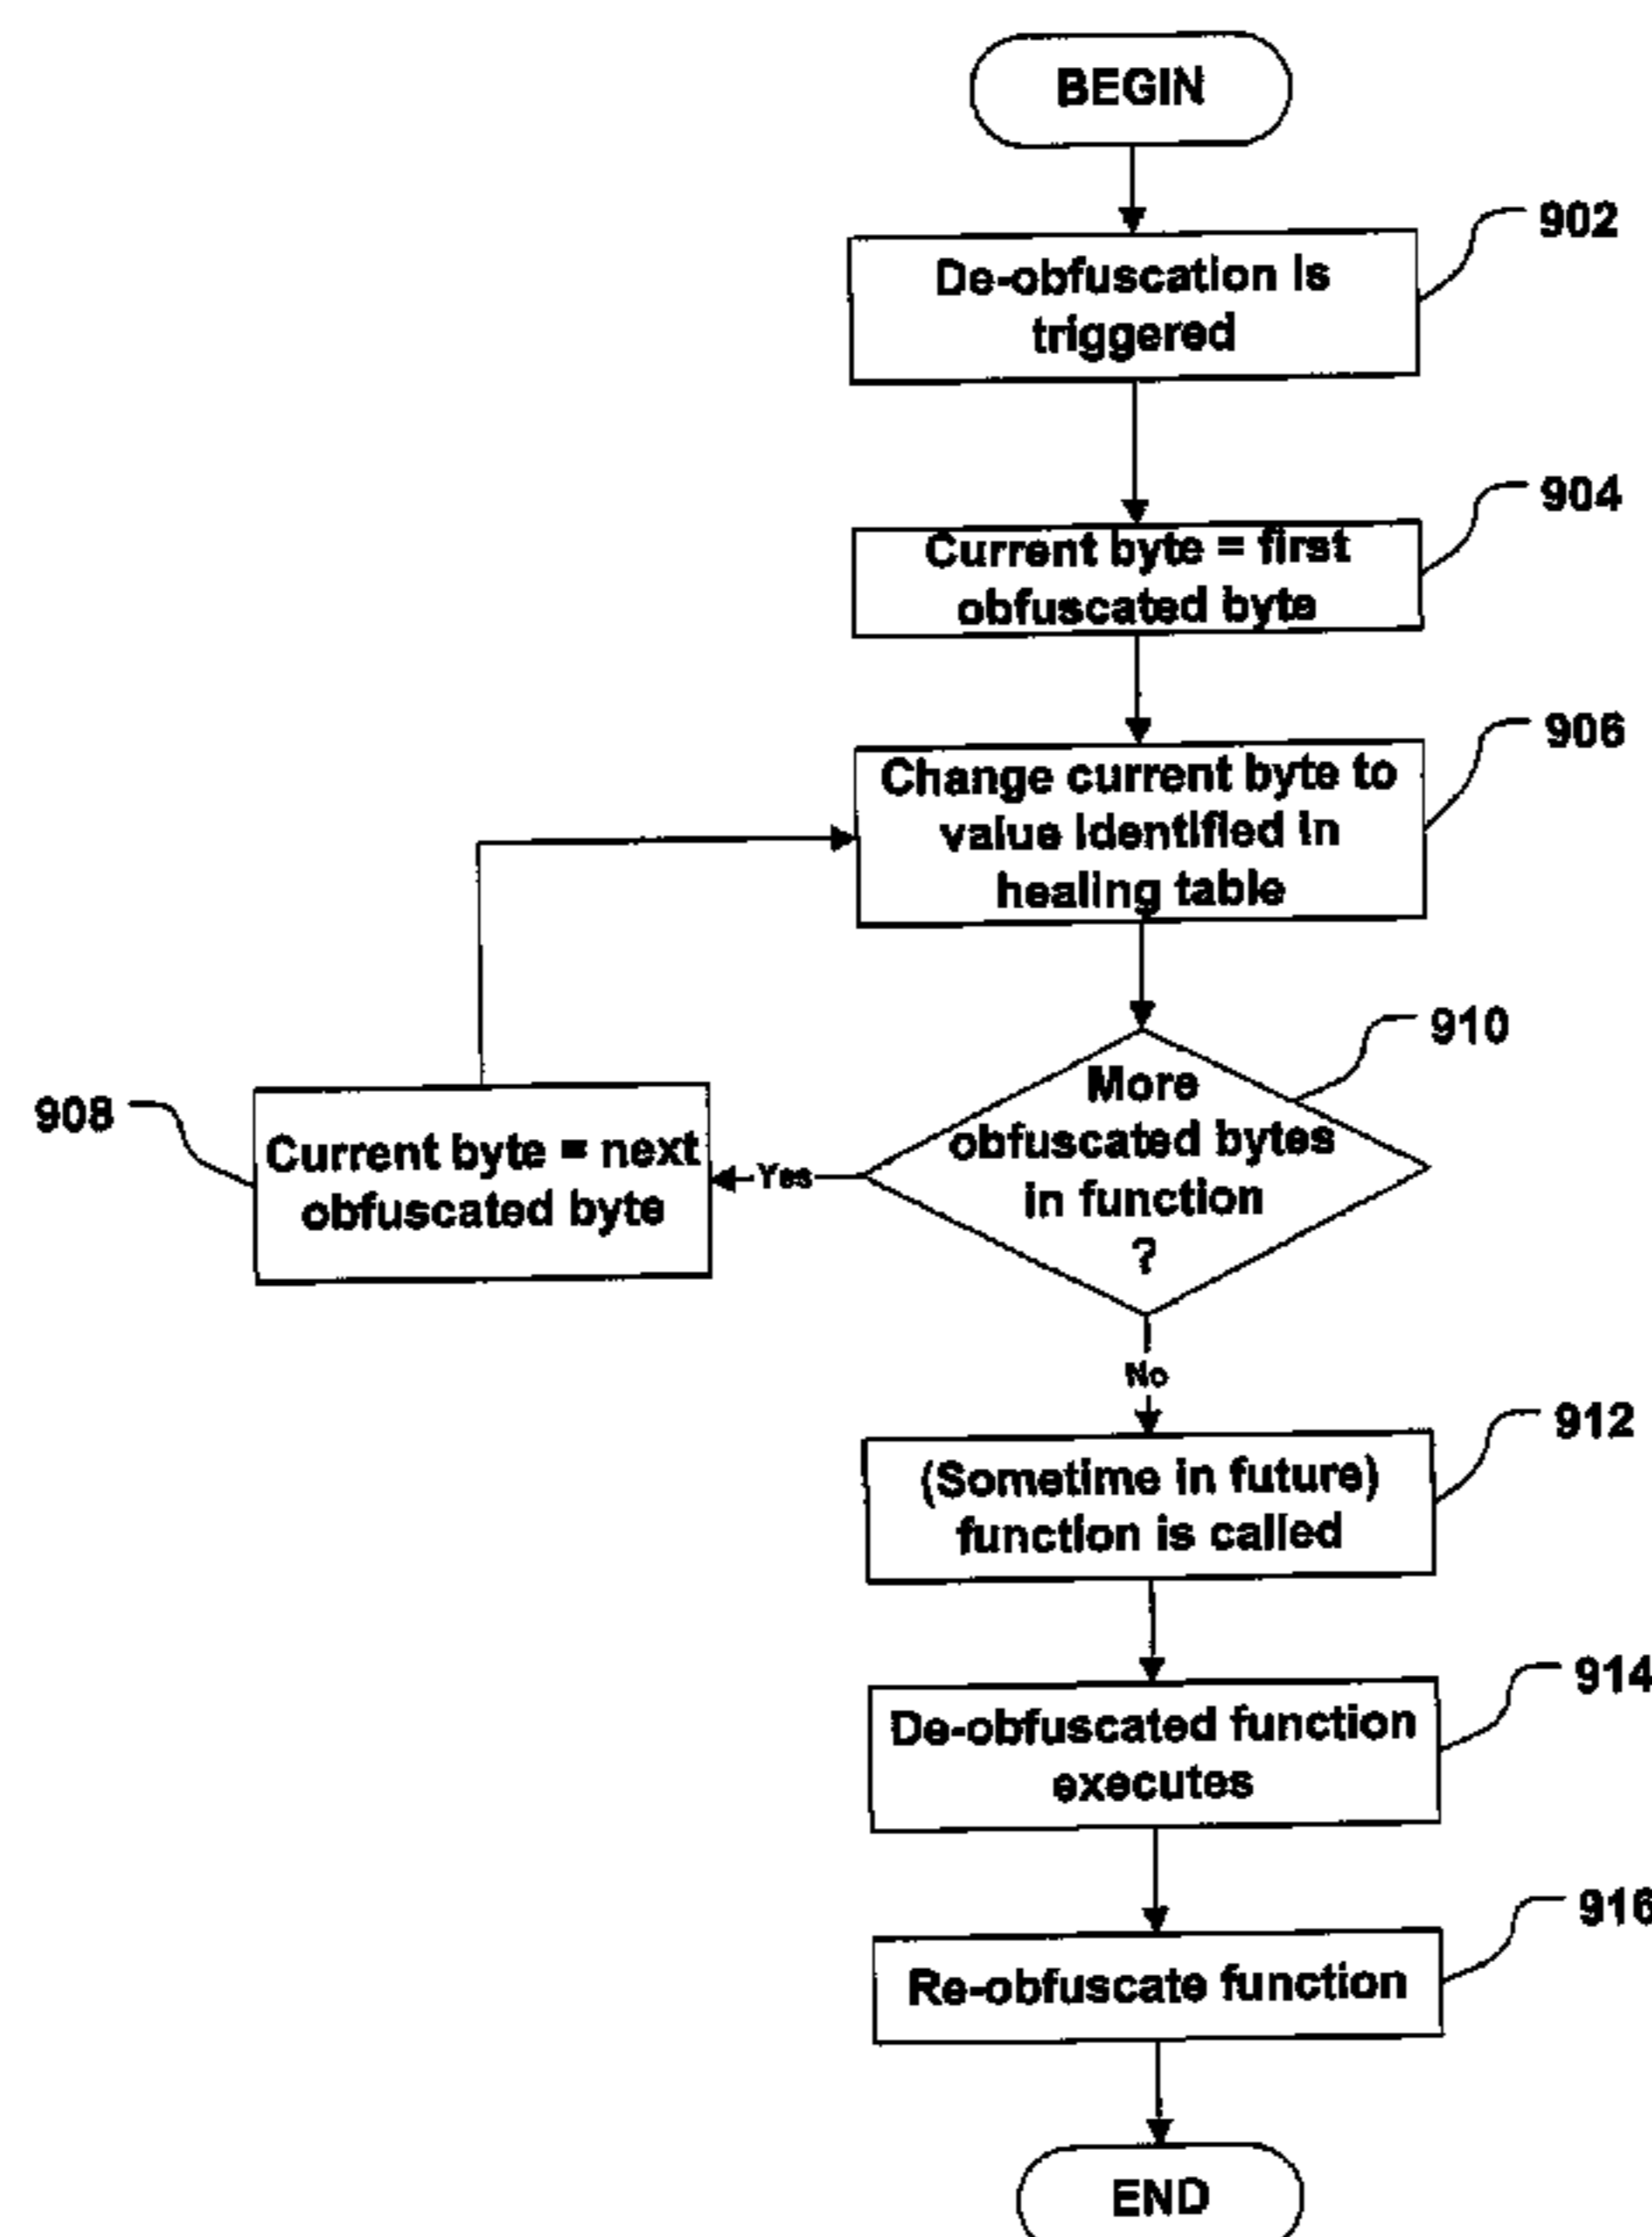 BEGIN
902
De-obfuscation is
triggered
904
Current byte = first
obfuscated byte
906
Change current byte to
value identified in
healing table
910
More
obfuscated bytes
in function
?
908
Current byte = next
obfuscated byte
Yes
No
912
(Sometime in future)
function is called
914
De-obfuscated function
executes
916
Re-obfuscate function
END